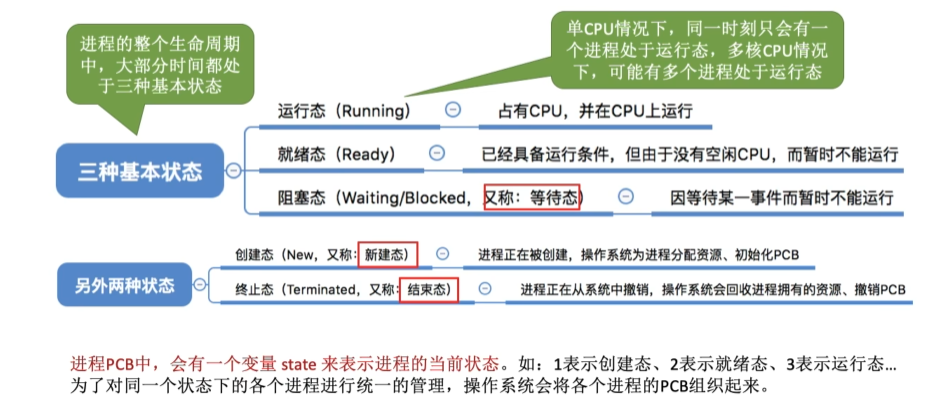 进程的整个生命周期
中，大部分时间都处
于三种基本状态
单CPU情况下，同一时刻只会有一
个进程处于运行态，多核CPU情况
下，可能有多个进程处于运行态
三种基本状态
运行态（Running）
占有CPU，并在CPU上运行
就绪态（Ready）
已经具备运行条件，但由于没有空闲CPU，而暂时不能运行
阻塞态（Waiting/Blocked，又称：等待态）
因等待某一事件而暂时不能运行
另外两种状态
创建态（New，又称：新建态）
进程正在被创建，操作系统为进程分配资源、初始化PCB
终止态（Terminated，又称：结束态）
进程正在从系统中撤销，操作系统会回收进程拥有的资源、撤销PCB
进程PCB中，会有一个变量 state 来表示进程的当前状态。如：1表示创建态、2表示就绪态、3表示运行态…
为了对同一个状态下的各个进程进行统一的管理，操作系统会将各个进程的PCB组织起来。